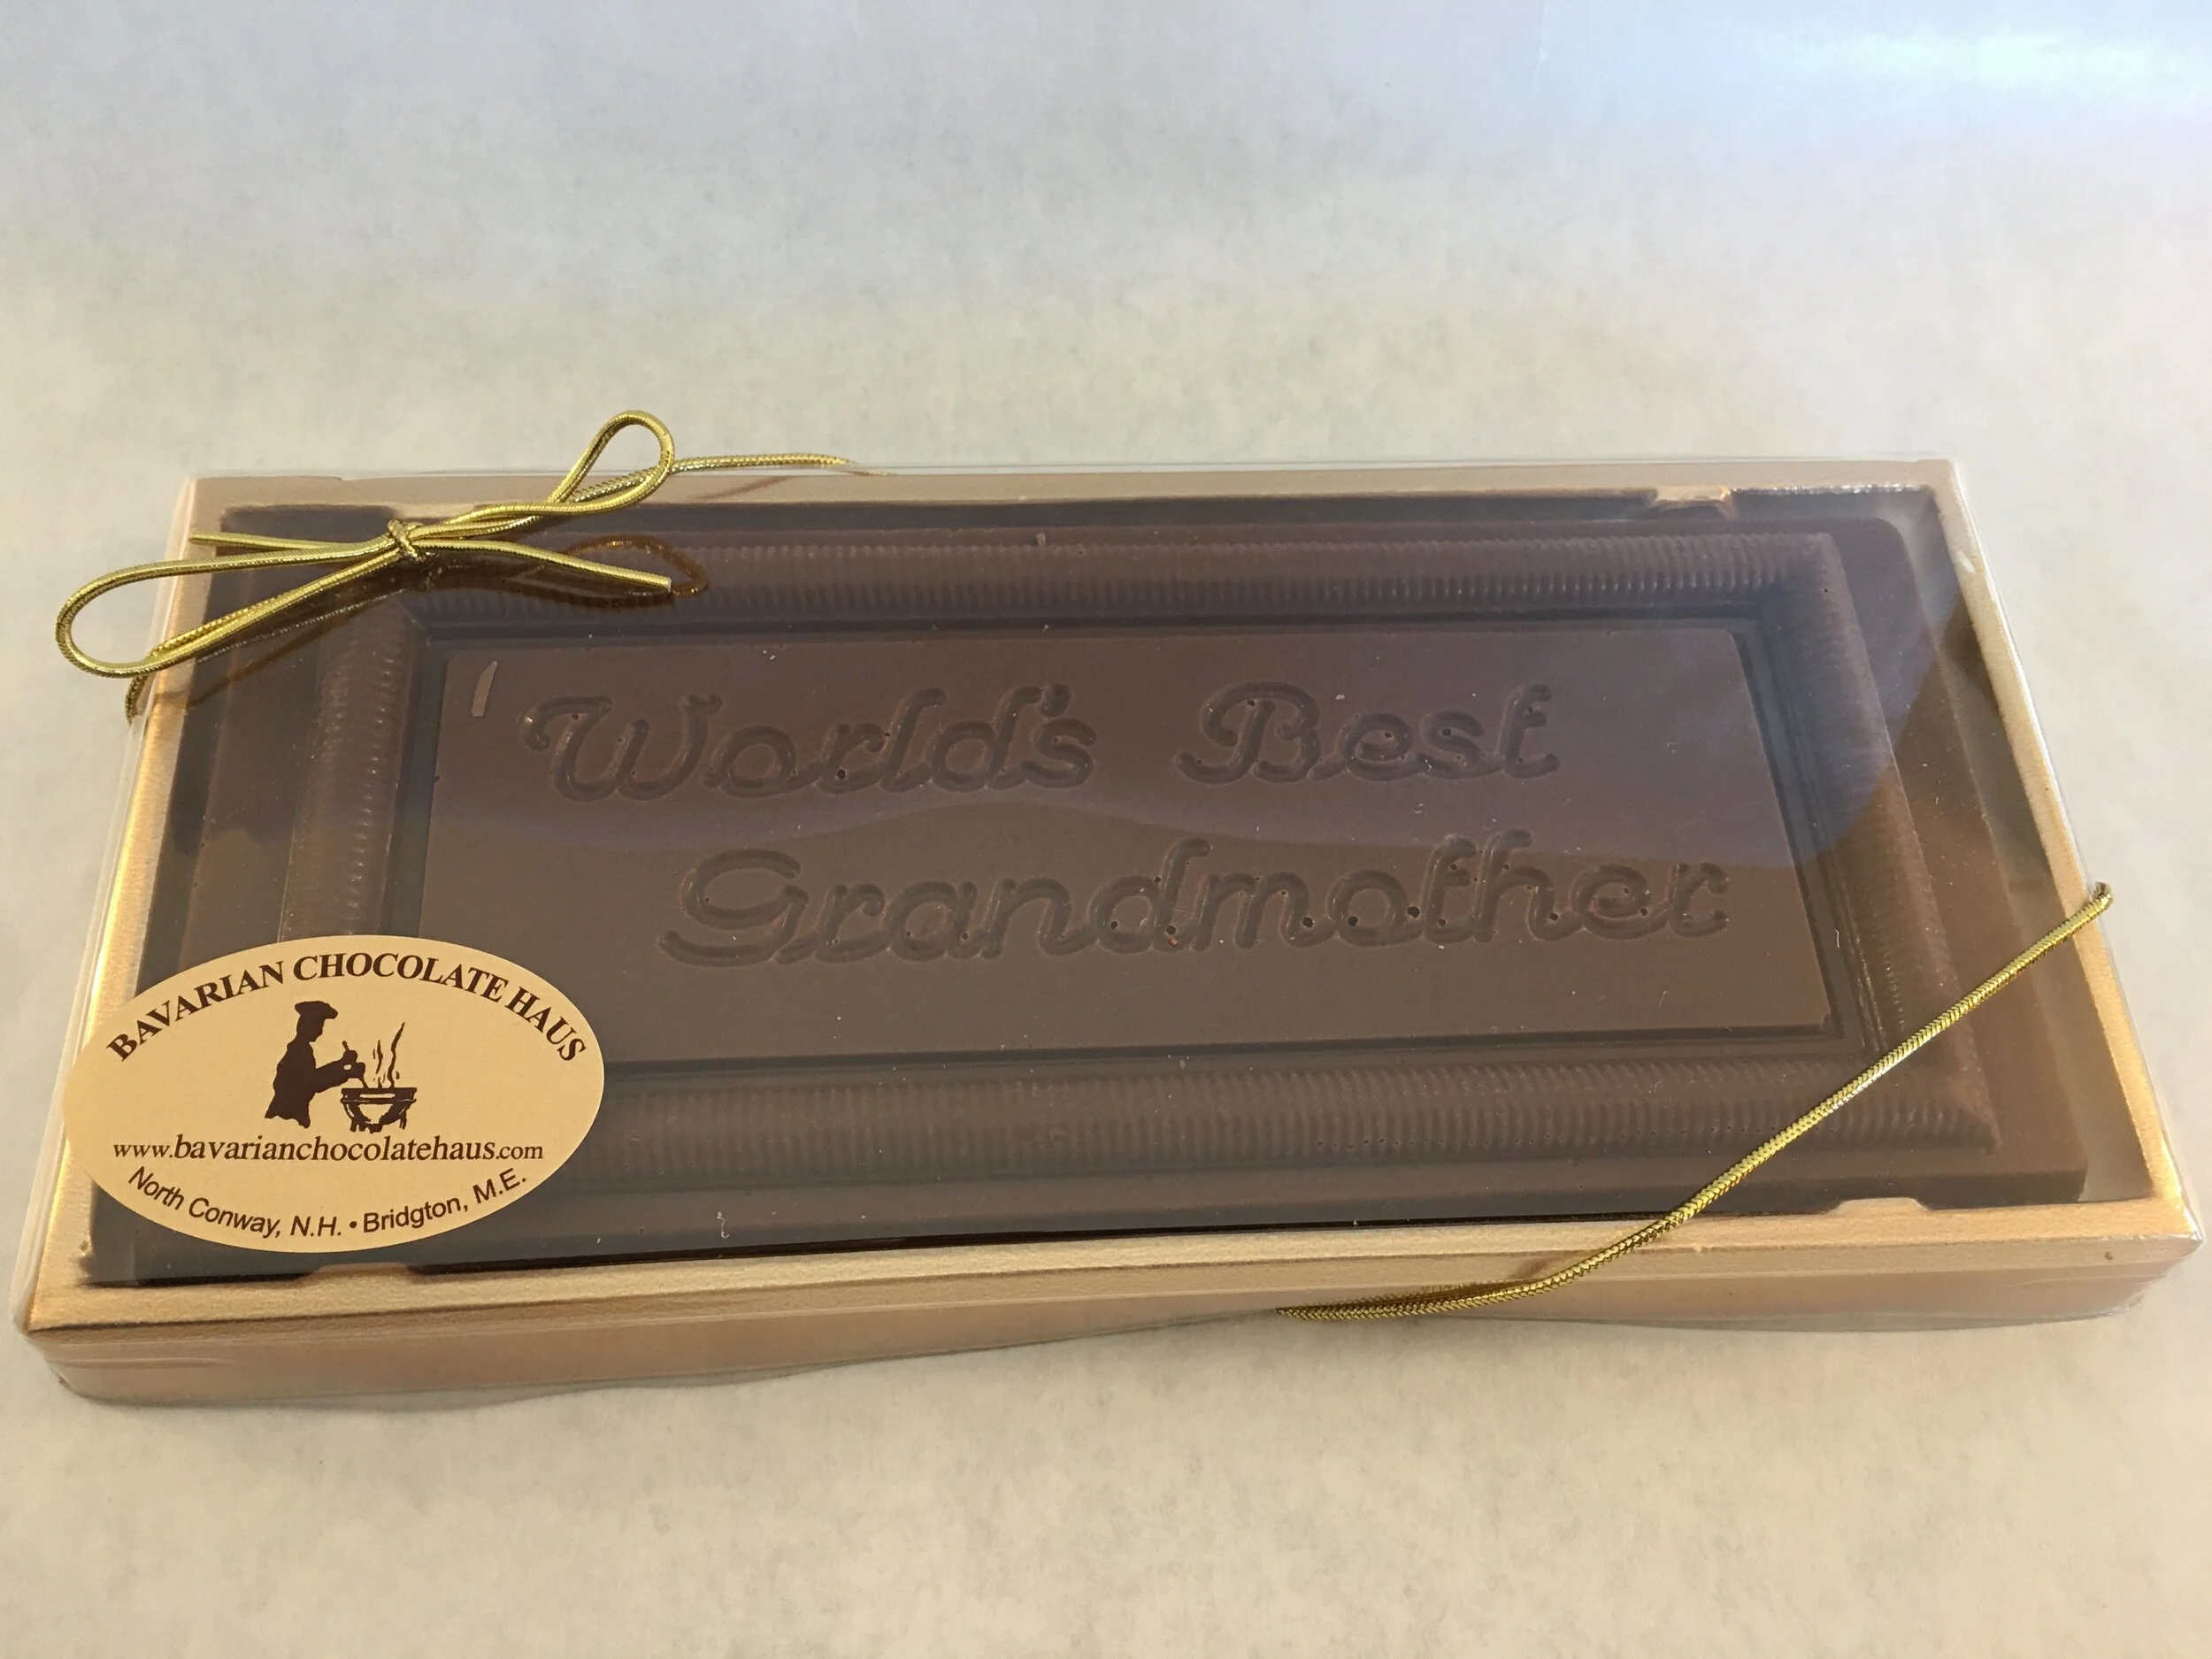 World's Best
Grandmother
BAVARIAN CHOCOLATE HAUS
www.bavarianchocolatehaus.com
North Conway, N.H. • Bridgton, M.E.